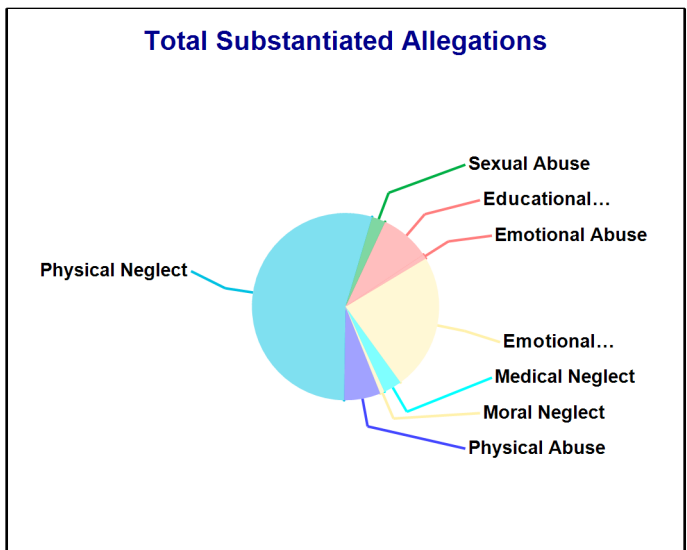 Total Substantiated Allegations
Sexual Abuse
Educational...
Emotional Abuse
Physical Neglect
Emotional...
Medical Neglect
Moral Neglect
Physical Abuse